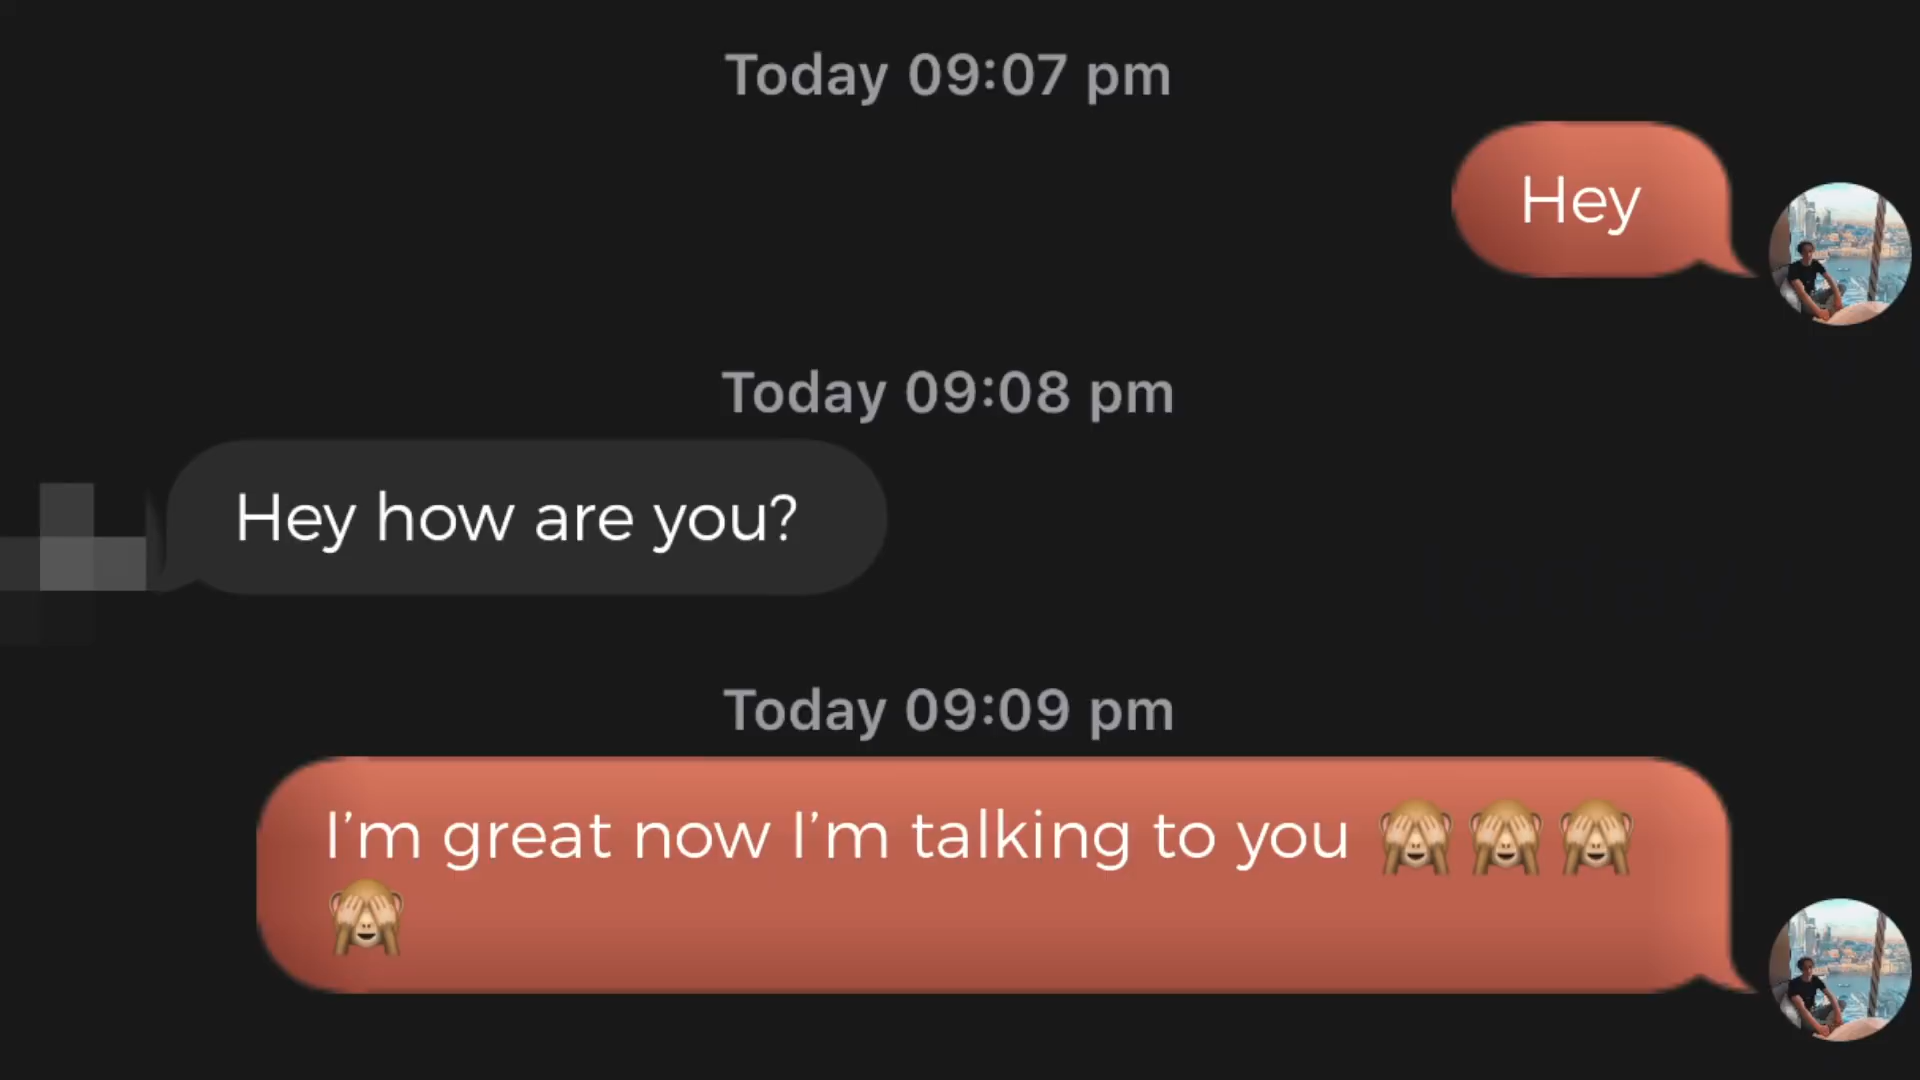 Today 09:07 pm
Hey
Today 09:08 pm
Hey how are you?
Today 09:09 pm
I’m great now I’m talking to you 🙈🙈🙈
🙈